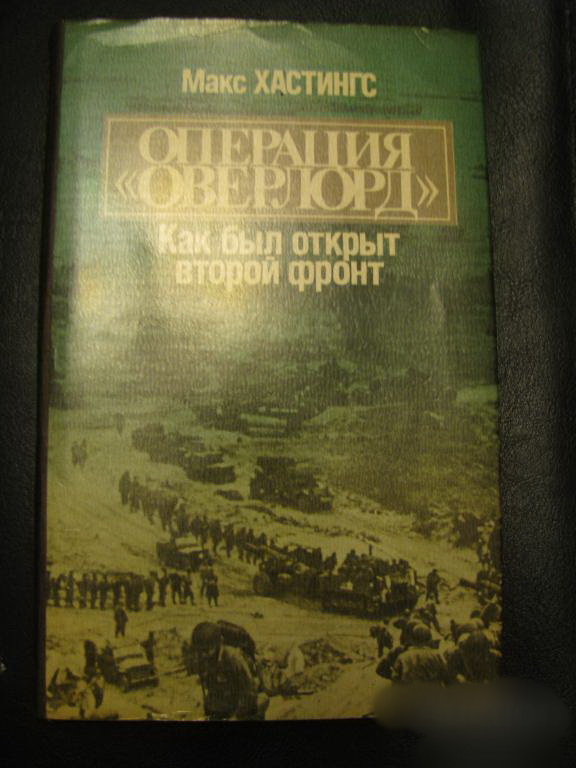 Макс ХАСТИНГС
ОПЕРАЦИЯ
«ОВЕРЛОРД»
Как был открыт
второй фронт